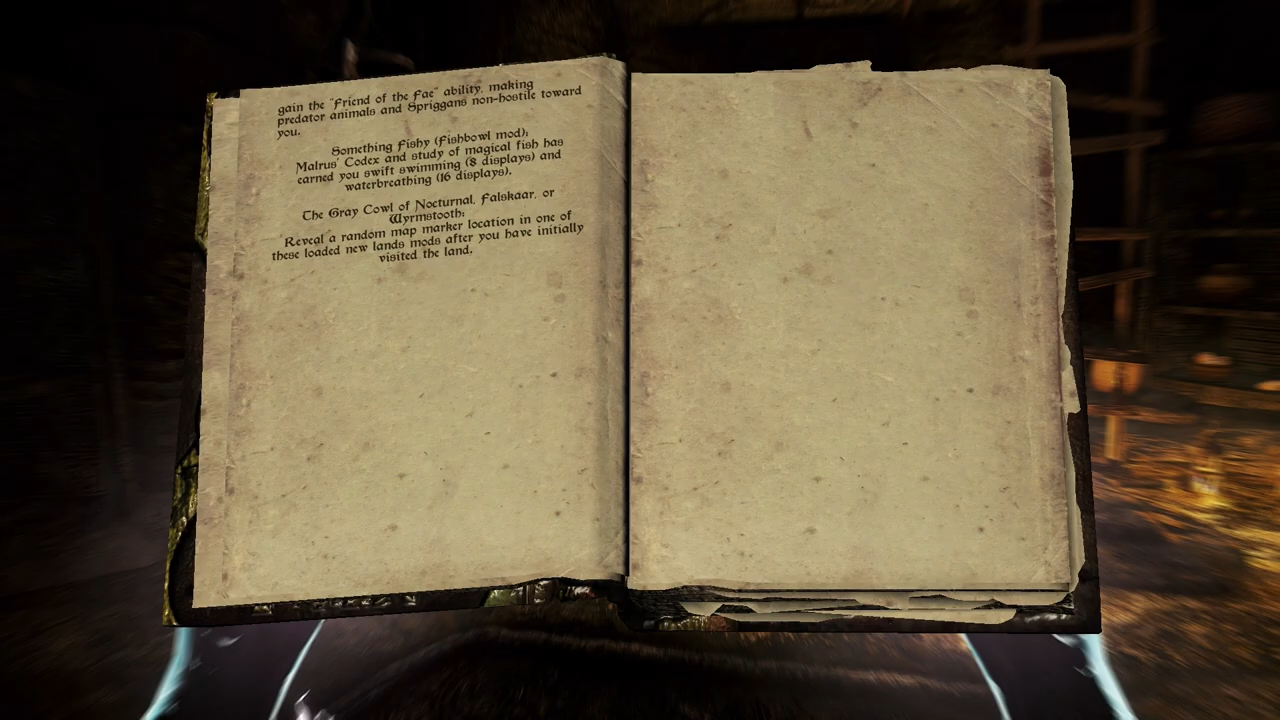 gain the "Friend of the Fae" ability, making
predator animals and Spriggans non-hostile toward
you.
Something Fishy (Fishbowl mod):
Malrus' Codex and study of magical fish has
earned you swift swimming (8 displays) and
waterbreathing (16 displays).
The Gray Cowl of Nocturnal, Falskaar, or
Wyrmstooth:
Reveal a random map marker location in one of
these loaded new lands mods after you have initially
visited the land.